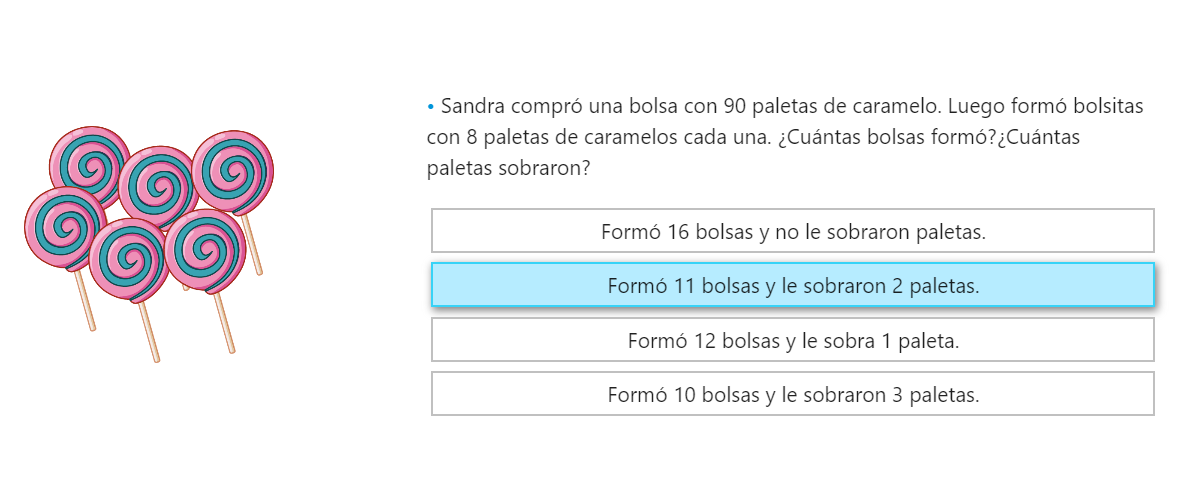 • Sandra compró una bolsa con 90 paletas de caramelo. Luego formó bolsitas
con 8 paletas de caramelos cada una. ¿Cuántas bolsas formó?¿Cuántas
paletas sobraron?
Formó 16 bolsas y no le sobraron paletas.
Formó 11 bolsas y le sobraron 2 paletas.
Formó 12 bolsas y le sobra 1 paleta.
Formó 10 bolsas y le sobraron 3 paletas.